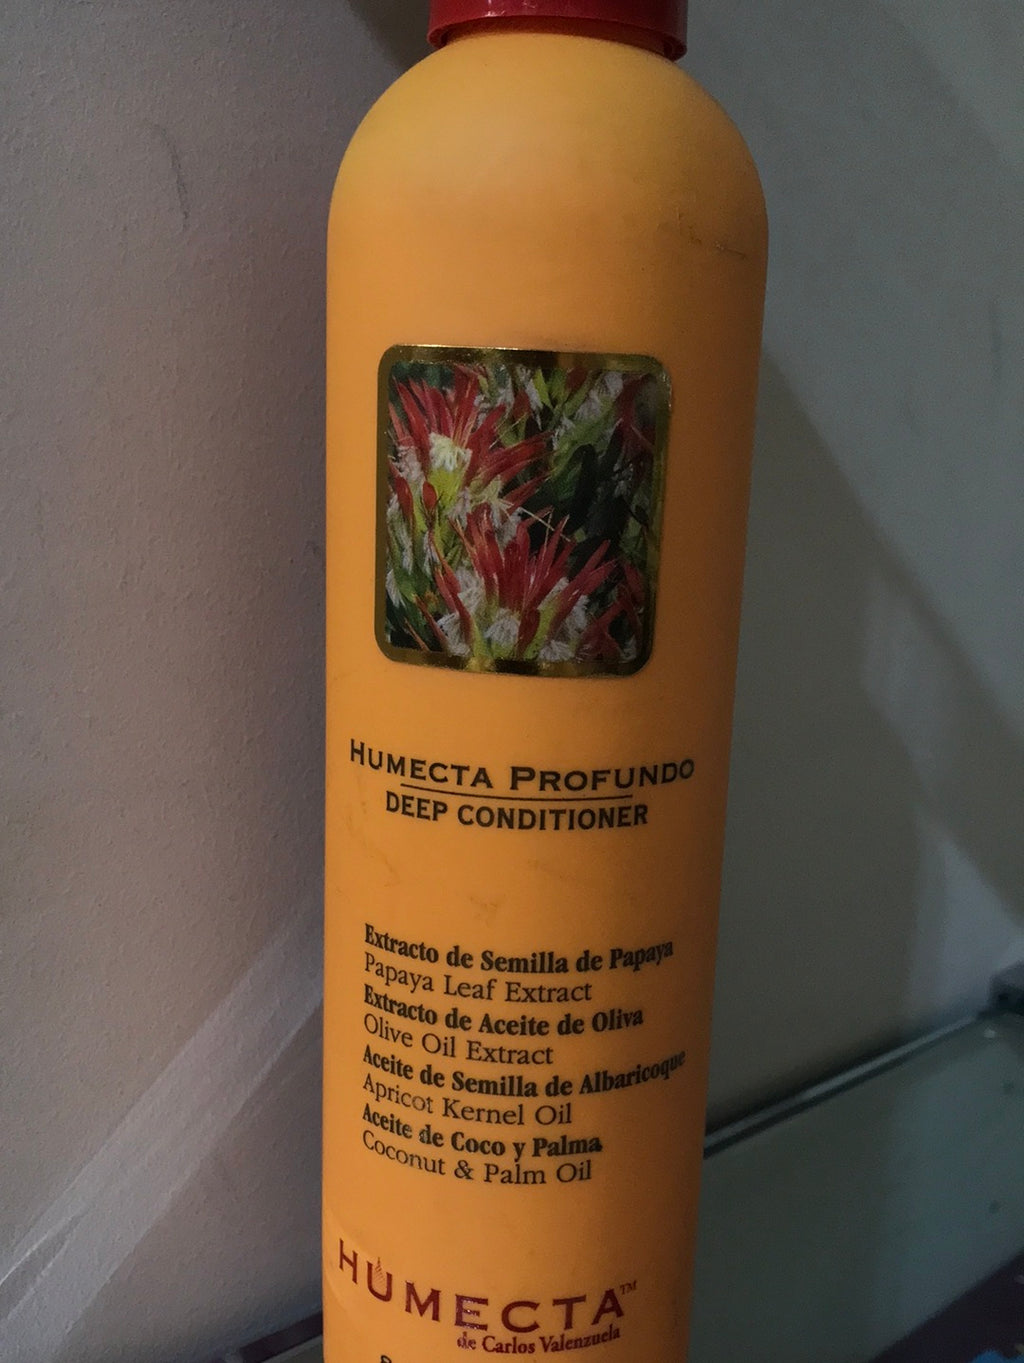 HUMECTA PROFUNDO
DEEP CONDITIONER
Extracto de Semilla de Papaya
Papaya Leaf Extract
Extracto de Aceite de Oliva
Olive Oil Extract
Aceite de Semilla de Albaricoque
Apricot Kernel Oil
Aceite de Coco y Palma
Coconut & Palm Oil
HUMECTA™
de Carlos Valenzuela